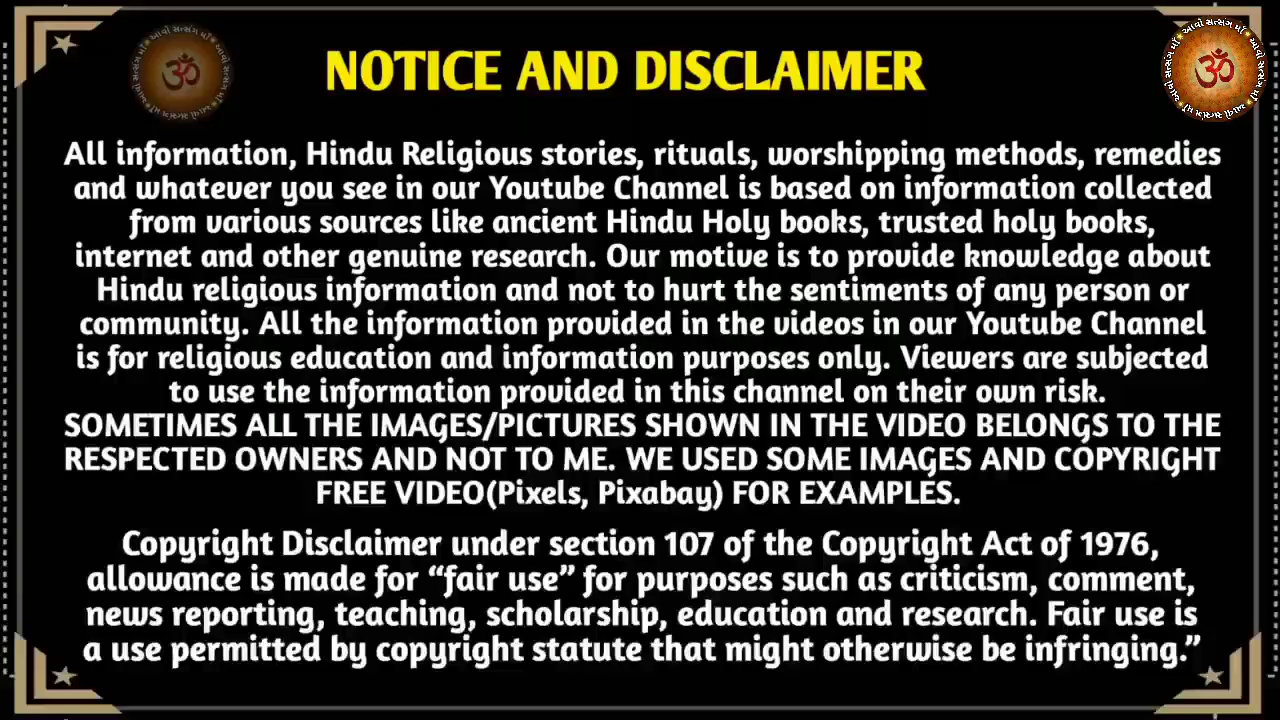 આવો સત્સંગ માઁ
ૐ
આવો સત્સંગ માઁ
ૐ
NOTICE AND DISCLAIMER
All information, Hindu Religious stories, rituals, worshipping methods, remedies
and whatever you see in our Youtube Channel is based on information collected
from various sources like ancient Hindu Holy books, trusted holy books,
internet and other genuine research. Our motive is to provide knowledge about
Hindu religious information and not to hurt the sentiments of any person or
community. All the information provided in the videos in our Youtube Channel
is for religious education and information purposes only. Viewers are subjected
to use the information provided in this channel on their own risk.
SOMETIMES ALL THE IMAGES/PICTURES SHOWN IN THE VIDEO BELONGS TO THE
RESPECTED OWNERS AND NOT TO ME. WE USED SOME IMAGES AND COPYRIGHT
FREE VIDEO(Pixels, Pixabay) FOR EXAMPLES.
Copyright Disclaimer under section 107 of the Copyright Act of 1976,
allowance is made for “fair use” for purposes such as criticism, comment,
news reporting, teaching, scholarship, education and research. Fair use is
a use permitted by copyright statute that might otherwise be infringing.”